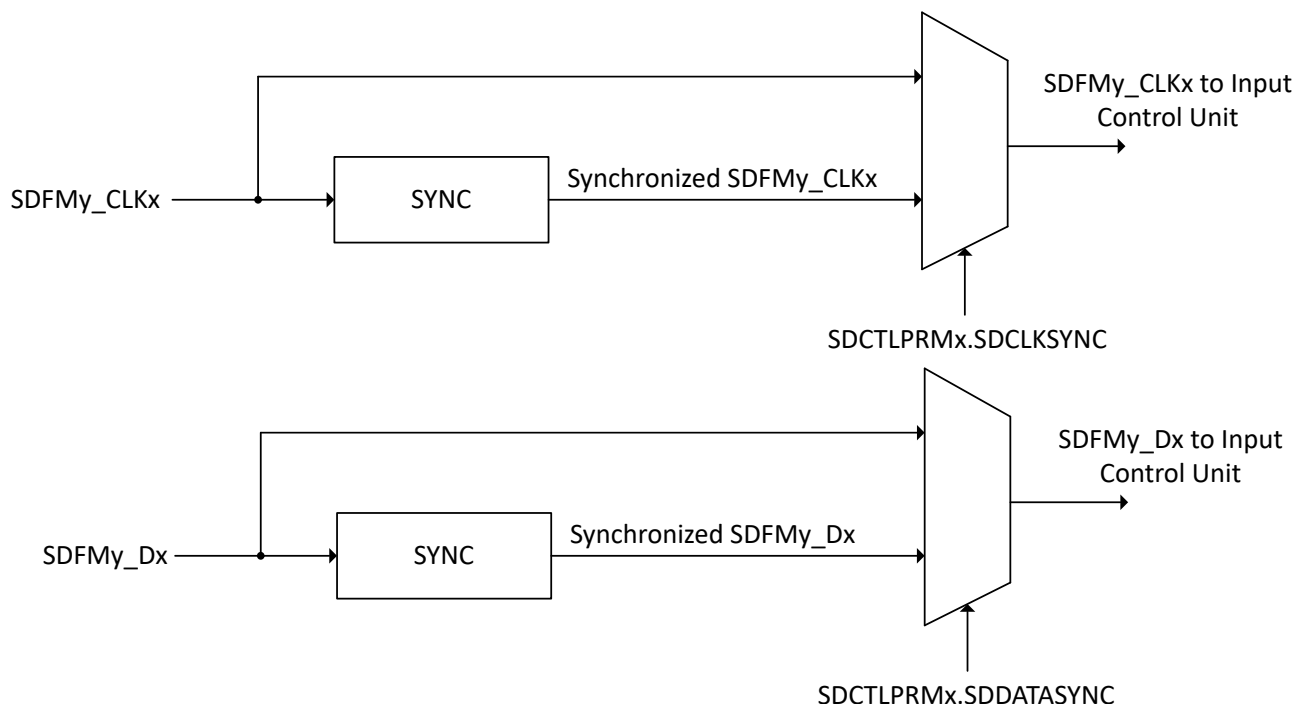 SDFMy_CLKx to Input
Control Unit
SDFMy_CLKx
SYNC
Synchronized SDFMy_CLKx
SDCTLPRMx.SDCLKSYNC
SDFMy_Dx to Input
Control Unit
SDFMy_Dx
SYNC
Synchronized SDFMy_Dx
SDCTLPRMx.SDDATASYNC